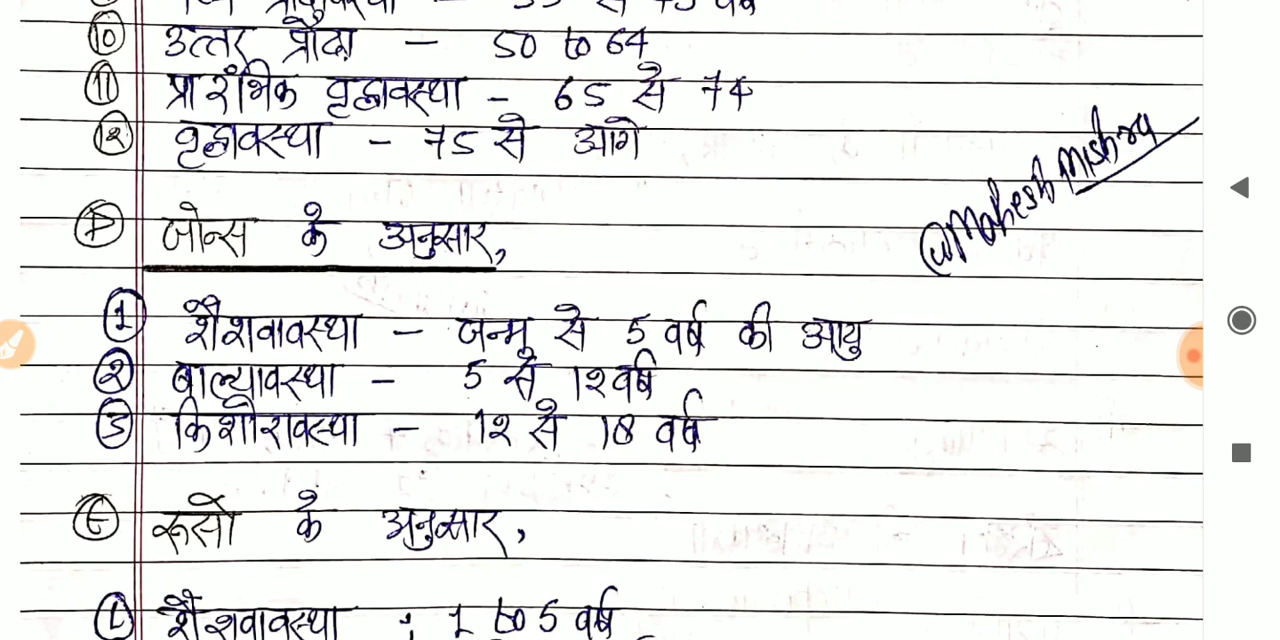 ⑩ उत्तर प्रौढा – 50 to 64
⑪ प्रारंभिक वृद्धावस्था – 65 से 74
⑫ वृद्धावस्था – 75 से आगे
@Mahesh Mishra
Ⓓ जोन्स के अनुसार,
① शैशवावस्था – जन्म से 5 वर्ष की आयु
② बाल्यावस्था – 5 से 12 वर्ष
③ किशोरावस्था – 12 से 18 वर्ष
Ⓔ रूसो के अनुसार,
① शैशवावस्था : 1 to 5 वर्ष